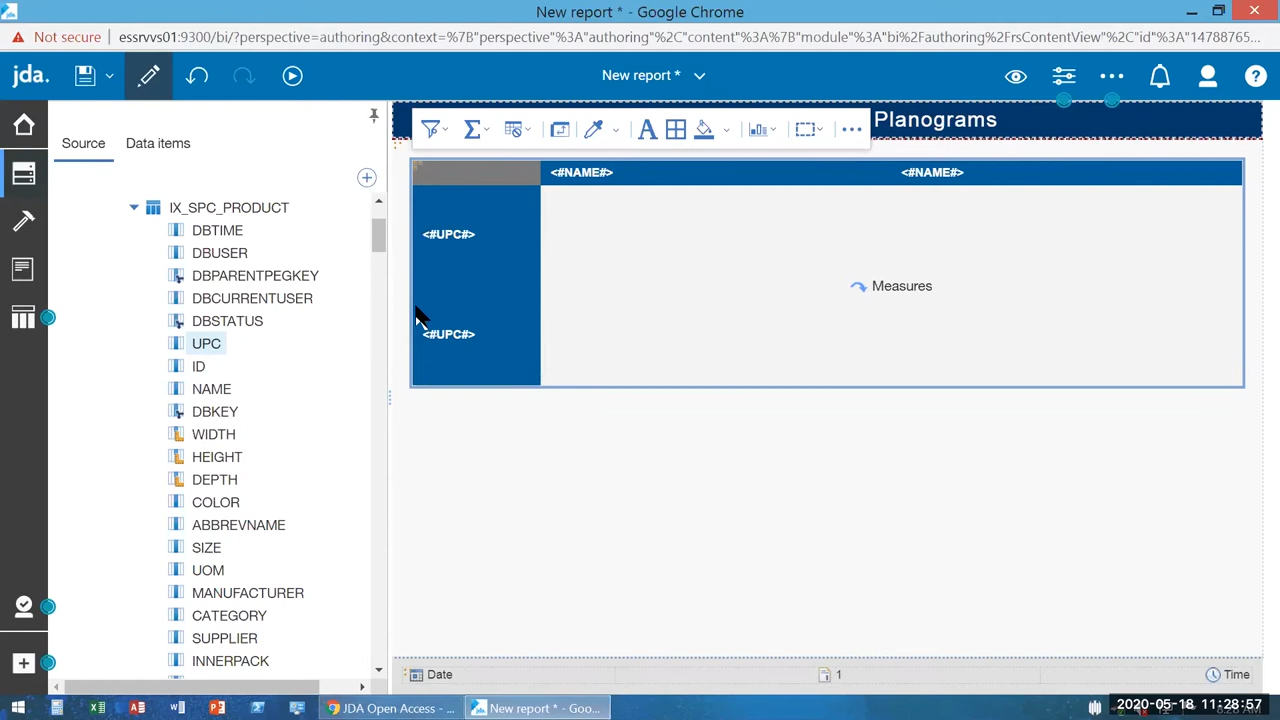 New report * - Google Chrome
Not secure essrvvs01:9300/bi/?perspective=authoring&context=%7B"perspective"%3A"authoring"%2C"content"%3A%7B"module"%3A"bi%2Fauthoring%2FrsContentView"%2C"id"%3A"14788765...
jda. New report *
Planograms
Source Data items
<#NAME#> <#NAME#>
IX_SPC_PRODUCT
DBTIME
<#UPC#>
DBUSER
DBPARENTPEGKEY
Measures
DBCURRENTUSER
DBSTATUS
<#UPC#>
UPC
ID
NAME
DBKEY
WIDTH
HEIGHT
DEPTH
COLOR
ABBREVNAME
SIZE
UOM
MANUFACTURER
CATEGORY
SUPPLIER
INNERPACK
Date 1 Time
JDA Open Access - ... New report * - Goo... 2020-05-18 11:28:57